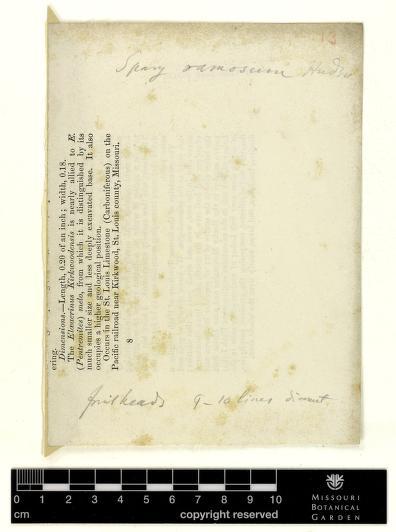 13
Sparg ramosum Huds
ering.
Dimensions.—Length, 0.20 of an inch; width, 0.18.
The Elæacrinus Kirkwoodensis is nearly allied to E.
(Pentremites) melo, from which it is distinguished by its
much smaller size and less deeply excavated base. It also
occupies a higher geological position.
Occurs in the St. Louis Limestone (Carboniferous) on the
Pacific railroad near Kirkwood, St. Louis county, Missouri.
8
fruitheads 9–10 lines diamt.
0 1 2 3 4 5 6 7 8 9 10
cm
copyright reserved
MISSOURI
BOTANICAL
GARDEN